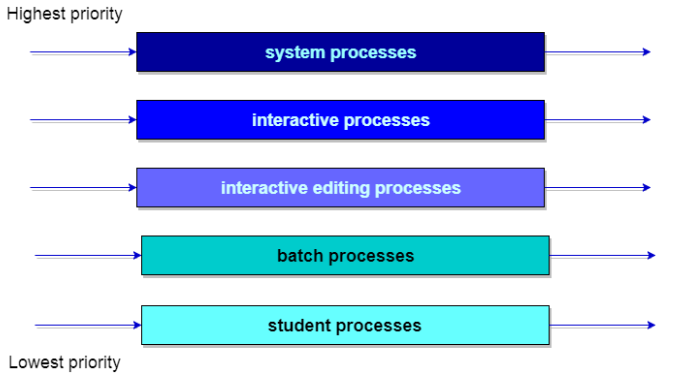 Highest priority
system processes
interactive processes
interactive editing processes
batch processes
student processes
Lowest priority